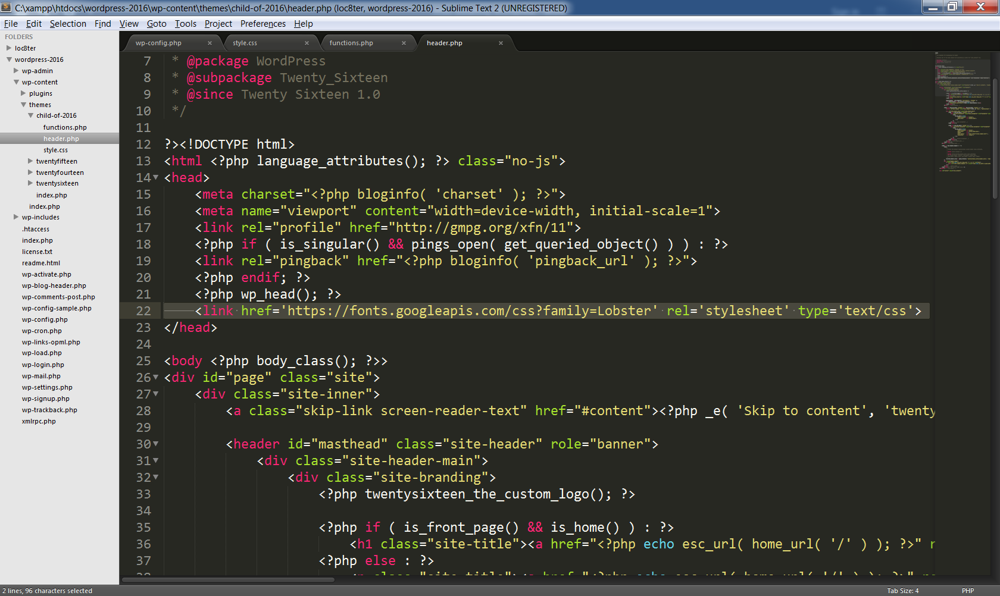 C:\xampp\htdocs\wordpress-2016\wp-content\themes\child-of-2016\header.php (loc8ter, wordpress-2016) - Sublime Text 2 (UNREGISTERED)
File Edit Selection Find View Goto Tools Project Preferences Help
FOLDERS
loc8ter
wordpress-2016
wp-admin
wp-content
plugins
themes
child-of-2016
functions.php
header.php
style.css
twentyfifteen
twentyfourteen
twentysixteen
index.php
index.php
wp-includes
.htaccess
index.php
license.txt
readme.html
wp-activate.php
wp-blog-header.php
wp-comments-post.php
wp-config-sample.php
wp-config.php
wp-cron.php
wp-links-opml.php
wp-load.php
wp-login.php
wp-mail.php
wp-settings.php
wp-signup.php
wp-trackback.php
xmlrpc.php
wp-config.php × style.css × functions.php × header.php ×
7 * @package WordPress
8 * @subpackage Twenty_Sixteen
9 * @since Twenty Sixteen 1.0
10 */
11
12 ?><!DOCTYPE html>
13 <html <?php language_attributes(); ?> class="no-js">
14 <head>
15 <meta charset="<?php bloginfo( 'charset' ); ?>">
16 <meta name="viewport" content="width=device-width, initial-scale=1">
17 <link rel="profile" href="http://gmpg.org/xfn/11">
18 <?php if ( is_singular() && pings_open( get_queried_object() ) ) : ?>
19 <link rel="pingback" href="<?php bloginfo( 'pingback_url' ); ?>">
20 <?php endif; ?>
21 <?php wp_head(); ?>
22 <link href='https://fonts.googleapis.com/css?family=Lobster' rel='stylesheet' type='text/css'>
23 </head>
24
25 <body <?php body_class(); ?>>
26 <div id="page" class="site">
27 <div class="site-inner">
28 <a class="skip-link screen-reader-text" href="#content"><?php _e( 'Skip to content', 'twenty
29
30 <header id="masthead" class="site-header" role="banner">
31 <div class="site-header-main">
32 <div class="site-branding">
33 <?php twentysixteen_the_custom_logo(); ?>
34
35 <?php if ( is_front_page() && is_home() ) : ?>
36 <h1 class="site-title"><a href="<?php echo esc_url( home_url( '/' ) ); ?>" r
37 <?php else : ?>
38 <p class="site-title"><a href="<?php echo esc_url( home_url( '/' ) ); ?>" re
2 lines, 96 characters selected Tab Size: 4 PHP